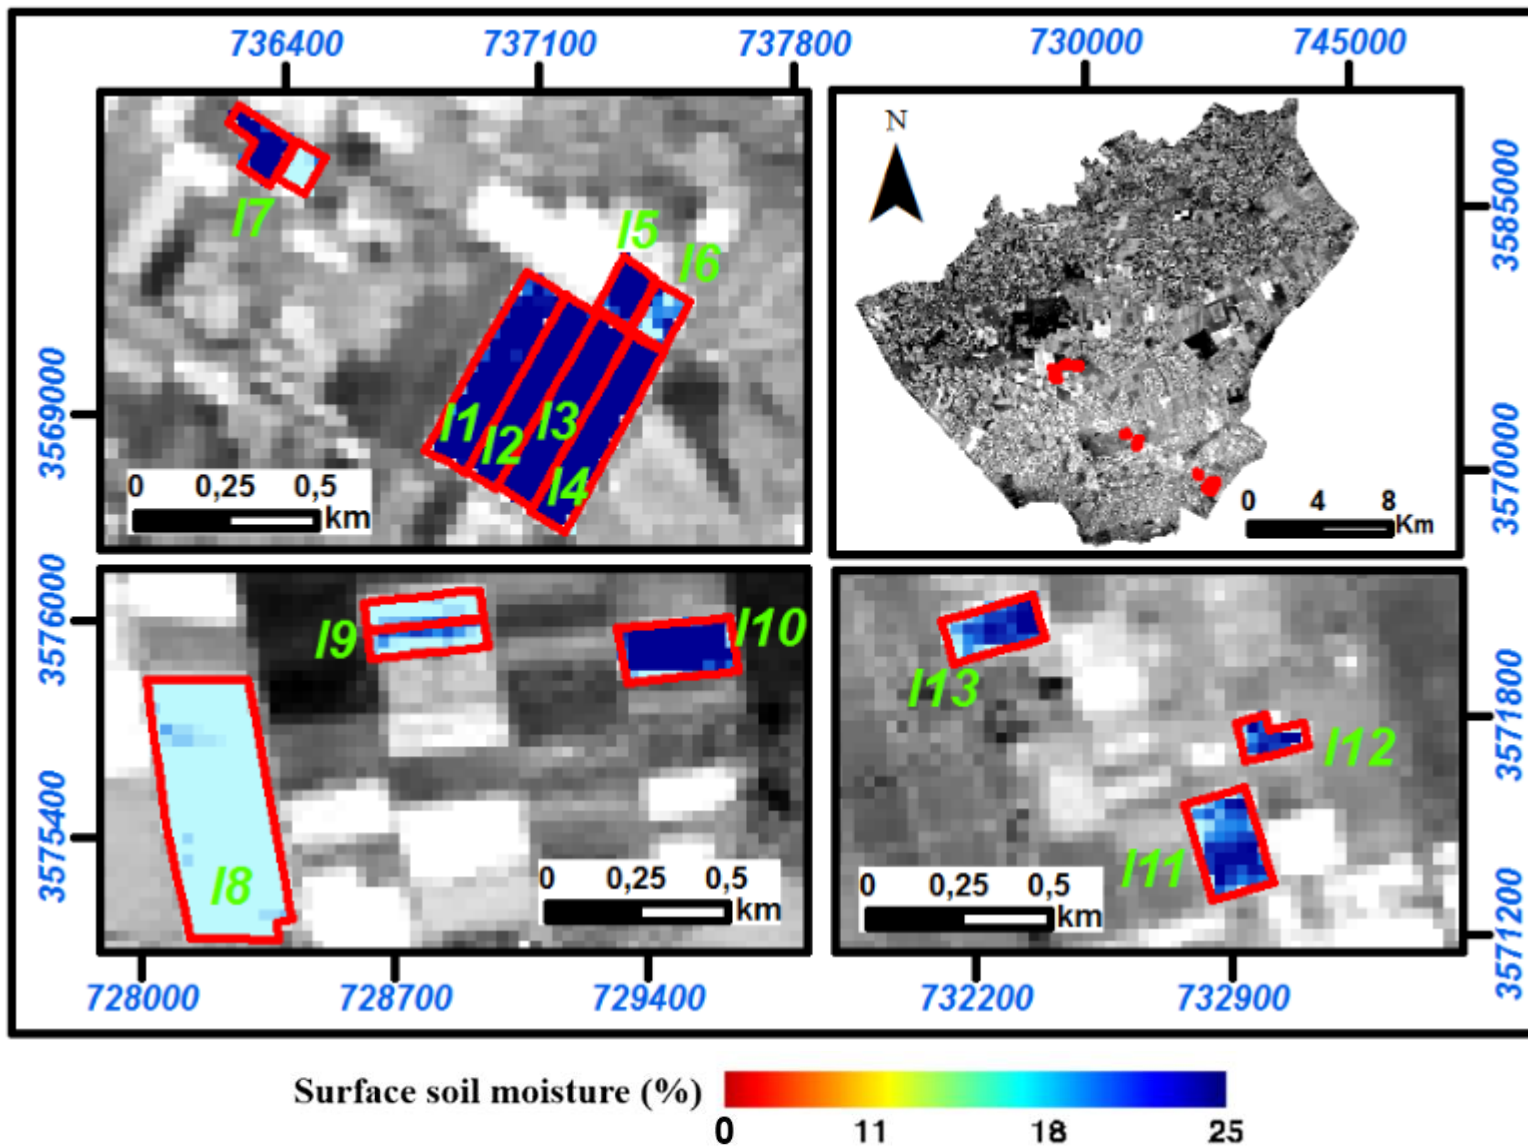 736400 737100 737800 730000 745000
N
I7
I5
I6
I1
I2
I3
I4
3569000
0 0,25 0,5
km
3585000
3570000
0 4 8
Km
3576000
3575400
I9
I10
I8
0 0,25 0,5
km
I13
I12
I11
0 0,25 0,5
km
3571800
3571200
728000 728700 729400 732200 732900
Surface soil moisture (%)
0 11 18 25